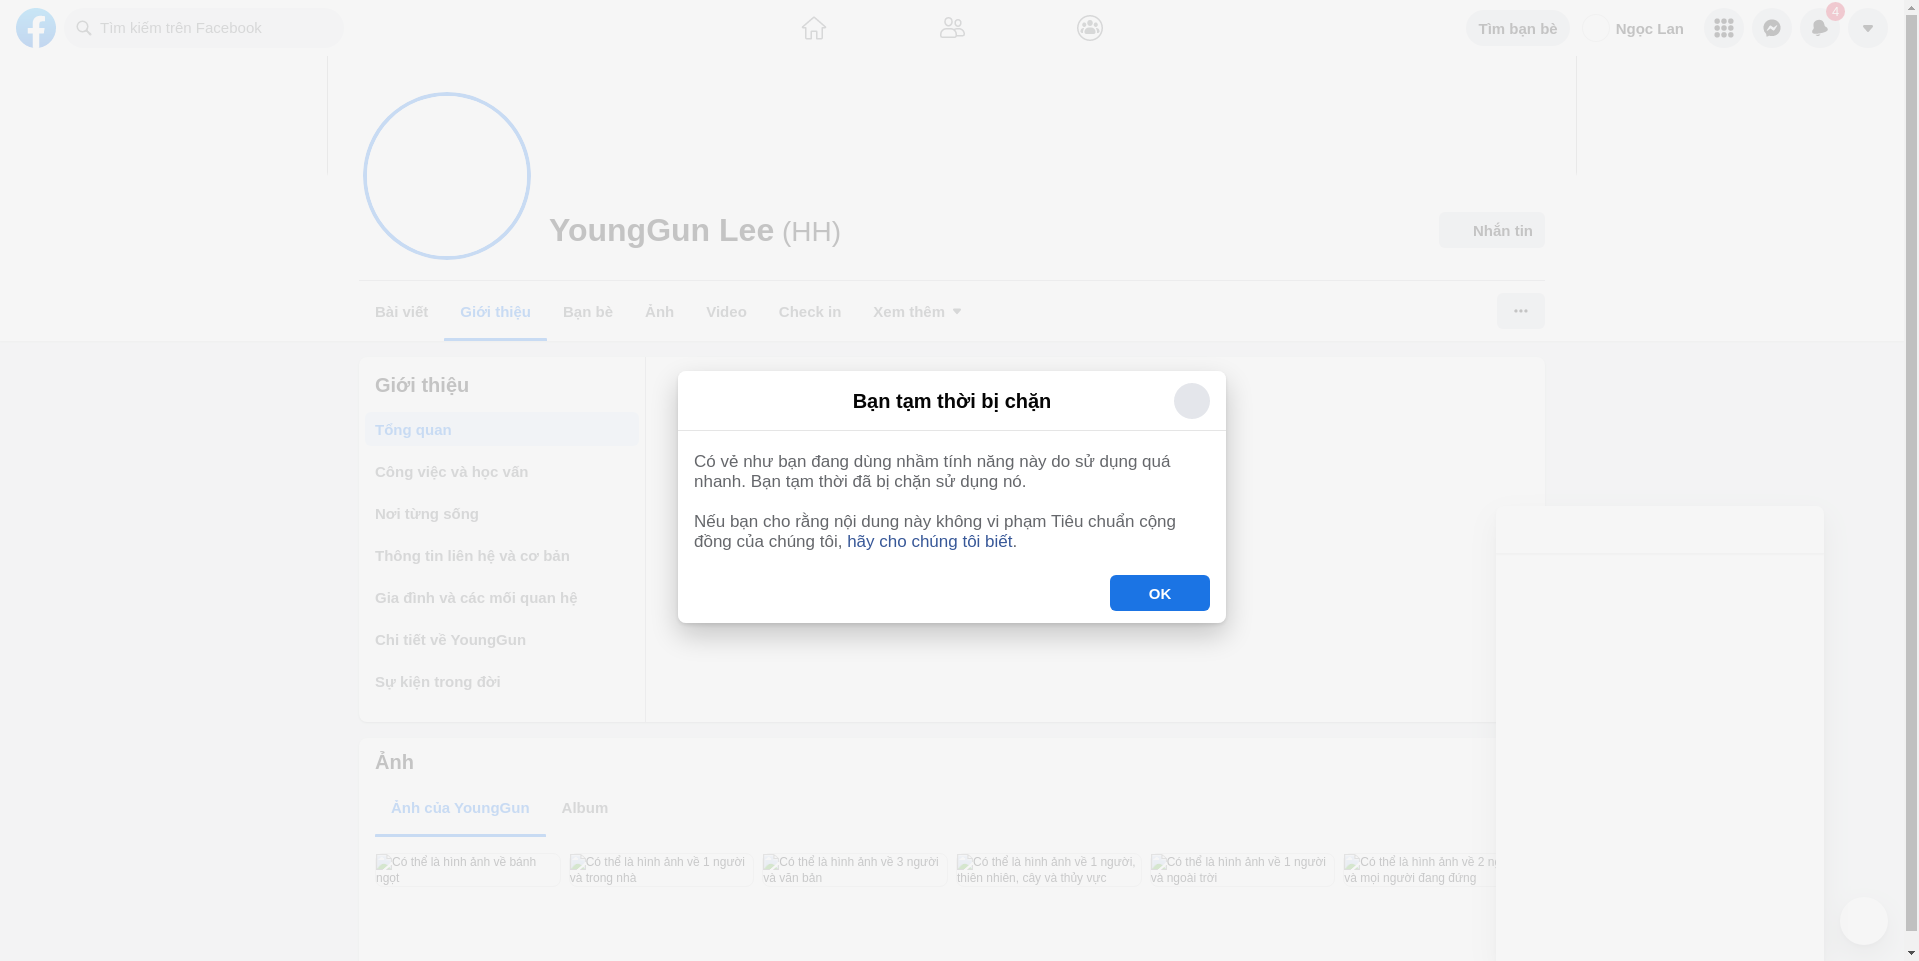 Tìm kiếm trên Facebook
Tìm bạn bè
Ngọc Lan
4
YoungGun Lee (HH)
Nhắn tin
Bài viết
Giới thiệu
Bạn bè
Ảnh
Video
Check in
Xem thêm
Giới thiệu
Tổng quan
Công việc và học vấn
Nơi từng sống
Thông tin liên hệ và cơ bản
Gia đình và các mối quan hệ
Chi tiết về YoungGun
Sự kiện trong đời
Bạn tạm thời bị chặn
Có vẻ như bạn đang dùng nhầm tính năng này do sử dụng quá
nhanh. Bạn tạm thời đã bị chặn sử dụng nó.
Nếu bạn cho rằng nội dung này không vi phạm Tiêu chuẩn cộng
đồng của chúng tôi, hãy cho chúng tôi biết.
OK
Ảnh
Ảnh của YoungGun
Album
Có thể là hình ảnh về bánh
ngọt
Có thể là hình ảnh về 1 người
và trong nhà
Có thể là hình ảnh về 3 người
và văn bản
Có thể là hình ảnh về 1 người,
thiên nhiên, cây và thủy vực
Có thể là hình ảnh về 1 người
và ngoài trời
Có thể là hình ảnh về 2
và mọi người đang đứng